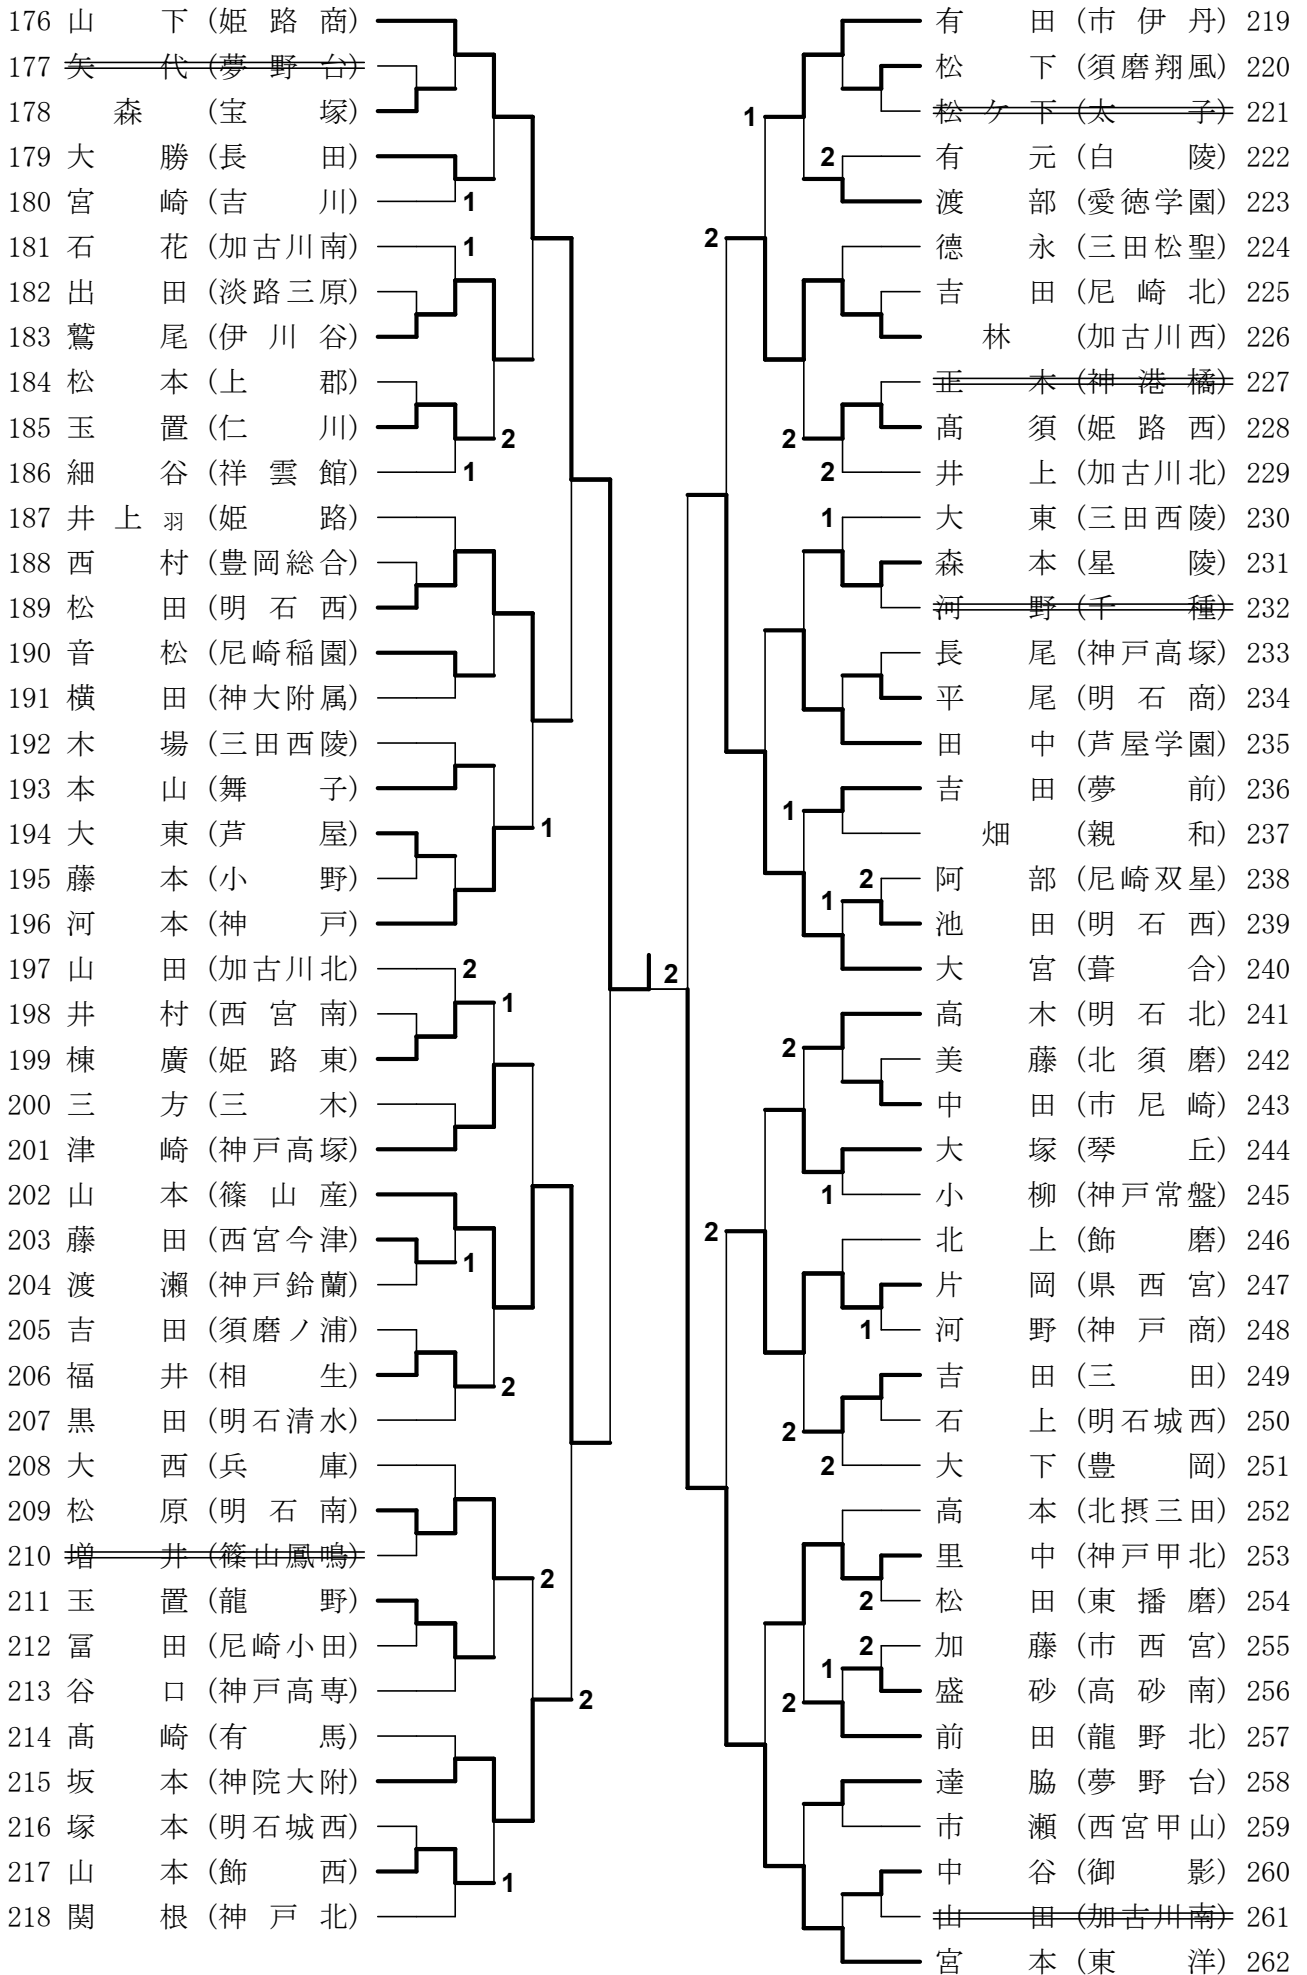 176 山 下 (姫路商)
177 矢 代 (夢野台)
178 森 (宝 塚)
179 大 勝 (長 田)
180 宮 崎 (吉 川)
1
181 石 花 (加古川南)
1
182 出 田 (淡路三原)
183 鷲 尾 (伊川谷)
184 松 本 (上 郡)
185 玉 置 (仁 川)
2
186 細 谷 (祥雲館)
1
187 井 上 羽 (姫 路)
188 西 村 (豊岡総合)
189 松 田 (明石西)
190 音 松 (尼崎稲園)
191 横 田 (神大附属)
192 木 場 (三田西陵)
193 本 山 (舞 子)
194 大 東 (芦 屋)
1
195 藤 本 (小 野)
196 河 本 (神 戸)
197 山 田 (加古川北)
2
198 井 村 (西宮南)
1
199 棟 廣 (姫路東)
200 三 方 (三 木)
201 津 崎 (神戸高塚)
202 山 本 (篠山産)
203 藤 田 (西宮今津)
1
204 渡 瀬 (神戸鈴蘭)
205 吉 田 (須磨ノ浦)
206 福 井 (相 生)
2
207 黒 田 (明石清水)
208 大 西 (兵 庫)
209 松 原 (明石南)
210 増 井 (篠山鳳鳴)
2
211 玉 置 (龍 野)
212 冨 田 (尼崎小田)
213 谷 口 (神戸高専)
2
214 髙 崎 (有 馬)
215 坂 本 (神院大附)
216 塚 本 (明石城西)
217 山 本 (飾 西)
1
218 関 根 (神戸北)
2
有 田 (市伊丹) 219
松 下 (須磨翔風) 220
1
松ケ下 (太 子) 221
2
有 元 (白 陵) 222
渡 部 (愛徳学園) 223
2
德 永 (三田松聖) 224
吉 田 (尼崎北) 225
林 (加古川西) 226
正 木 (神港橘) 227
2
髙 須 (姫路西) 228
2
井 上 (加古川北) 229
1
大 東 (三田西陵) 230
森 本 (星 陵) 231
河 野 (千 種) 232
長 尾 (神戸高塚) 233
平 尾 (明石商) 234
田 中 (芦屋学園) 235
吉 田 (夢 前) 236
1
畑 (親 和) 237
2
阿 部 (尼崎双星) 238
1
池 田 (明石西) 239
大 宮 (葺 合) 240
高 木 (明石北) 241
2
美 藤 (北須磨) 242
中 田 (市尼崎) 243
大 塚 (琴 丘) 244
1
小 柳 (神戸常盤) 245
2
北 上 (飾 磨) 246
片 岡 (県西宮) 247
1
河 野 (神戸商) 248
吉 田 (三 田) 249
2
石 上 (明石城西) 250
2
大 下 (豊 岡) 251
高 本 (北摂三田) 252
里 中 (神戸甲北) 253
2
松 田 (東播磨) 254
2
加 藤 (市西宮) 255
1
盛 砂 (高砂南) 256
2
前 田 (龍野北) 257
達 脇 (夢野台) 258
市 瀬 (西宮甲山) 259
中 谷 (御 影) 260
山 田 (加古川南) 261
宮 本 (東 洋) 262